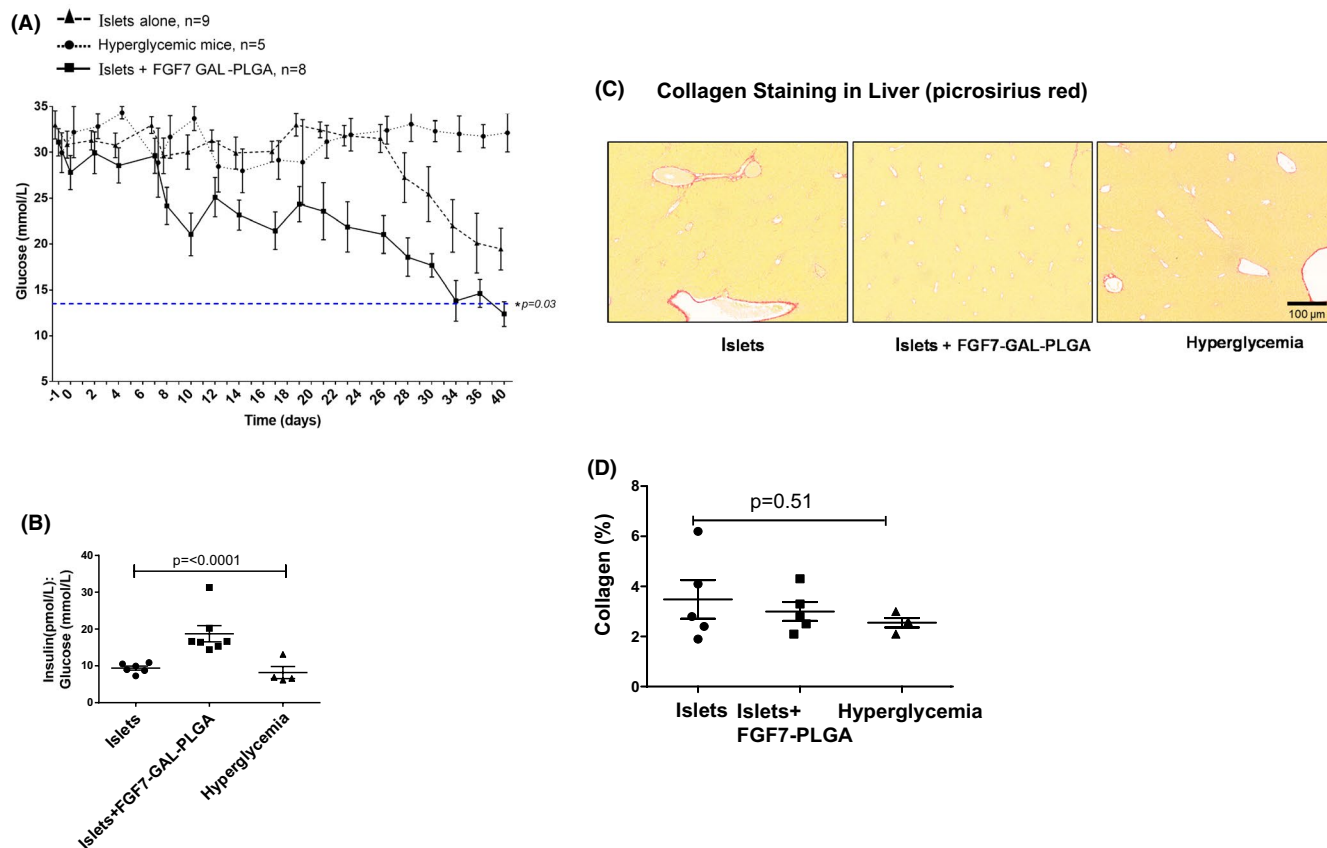 (A)
Islets alone, n=9
Hyperglycemic mice, n=5
Islets + FGF7 GAL-PLGA, n=8
35
30
25
20
15
10
5
Glucose (mmol/L)
*p=0.03
-1 0 2 4 6 8 10 12 14 16 18 20 22 24 26 28 30 34 36 40
Time (days)
(C) Collagen Staining in Liver (picrosirius red)
100 µm
Islets
Islets + FGF7-GAL-PLGA
Hyperglycemia
(B)
p=<0.0001
40
30
20
10
0
Insulin(pmol/L):
Glucose (mmol/L)
Islets
Islets+FGF7-GAL-PLGA
Hyperglycemia
(D)
p=0.51
8
6
4
2
0
Collagen (%)
Islets
Islets+
FGF7-PLGA
Hyperglycemia